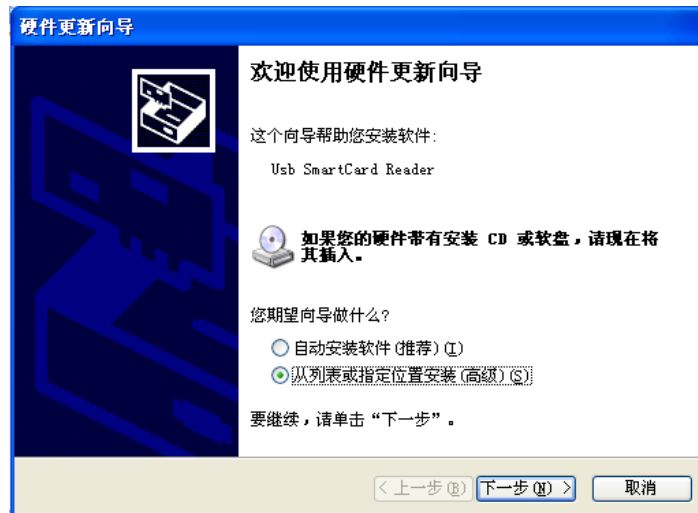 硬件更新向导
欢迎使用硬件更新向导
这个向导帮助您安装软件:
Usb SmartCard Reader
如果您的硬件带有安装 CD 或软盘，请现在将
其插入。
您期望向导做什么?
自动安装软件(推荐)(I)
从列表或指定位置安装(高级)(S)
要继续，请单击“下一步”。
< 上一步(B)
下一步(N) >
取消